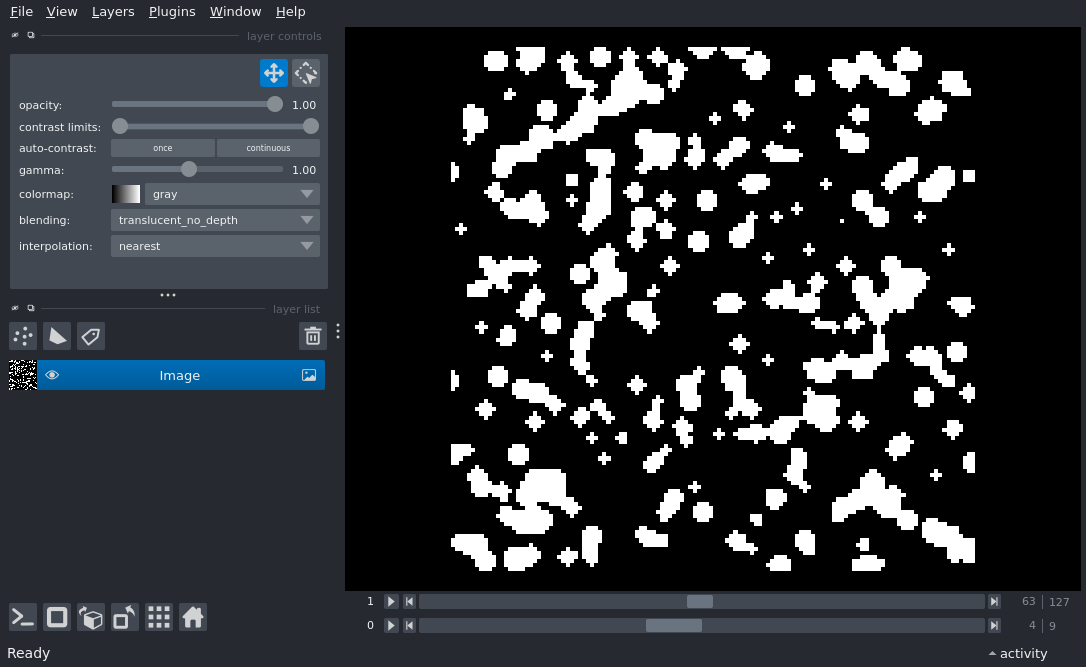 File View Layers Plugins Window Help
layer controls
opacity: 1.00
contrast limits:
auto-contrast: once continuous
gamma: 1.00
colormap: gray
blending: translucent_no_depth
interpolation: nearest
layer list
Image
1 63 127
0 4 9
Ready activity